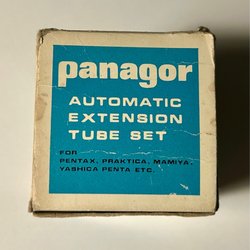 panagor
AUTOMATIC
EXTENSION
TUBE SET
FOR
PENTAX, PRAKTICA, MAMIYA,
YASHICA PENTA ETC